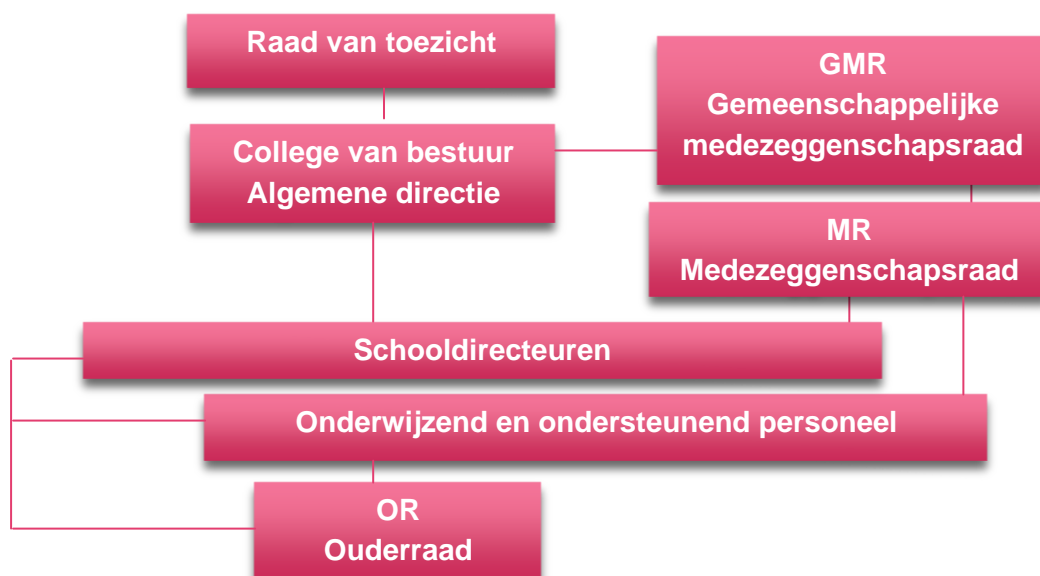 Raad van toezicht
GMR
Gemeenschappelijke
medezeggenschapsraad
College van bestuur
Algemene directie
MR
Medezeggenschapsraad
Schooldirecteuren
Onderwijzend en ondersteunend personeel
OR
Ouderraad